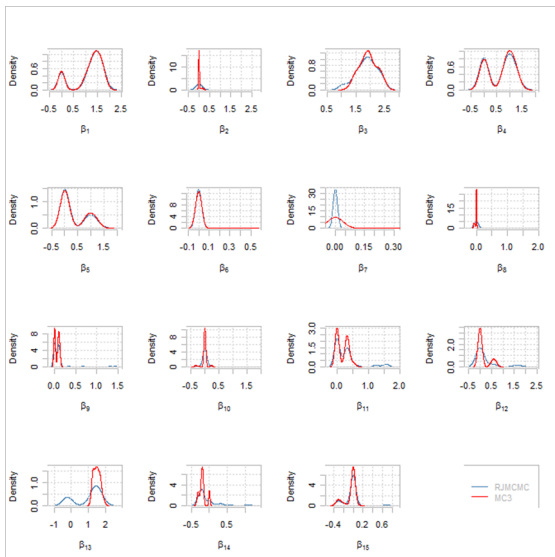 Density
0.0 0.6
-0.5 0.5 1.5 2.5
β1
Density
0 5 10
-0.5 0.5 1.5 2.5
β2
Density
0.0 0.6
0.5 1.5 2.5
β3
Density
0.0 0.6
-0.5 0.5 1.5
β4
Density
0.0 1.0
-0.5 0.5 1.5
β5
Density
0 4 8
-0.1 0.1 0.3 0.5
β6
Density
0 15 30
0.00 0.15 0.30
β7
Density
0 15
0.0 1.0 2.0
β8
Density
0 4 8
0.0 0.5 1.0 1.5
β9
Density
0 4 8
-0.5 0.5 1.5
β10
Density
0.0 1.5 3.0
0.0 1.0 2.0
β11
Density
0.0 2.0
-0.5 0.5 1.5 2.5
β12
Density
0.0 1.0
-1 0 1 2
β13
Density
0 4
-0.5 0.5
β14
Density
0 4
-0.4 0.2 0.8
β15
RJMCMC
MC3